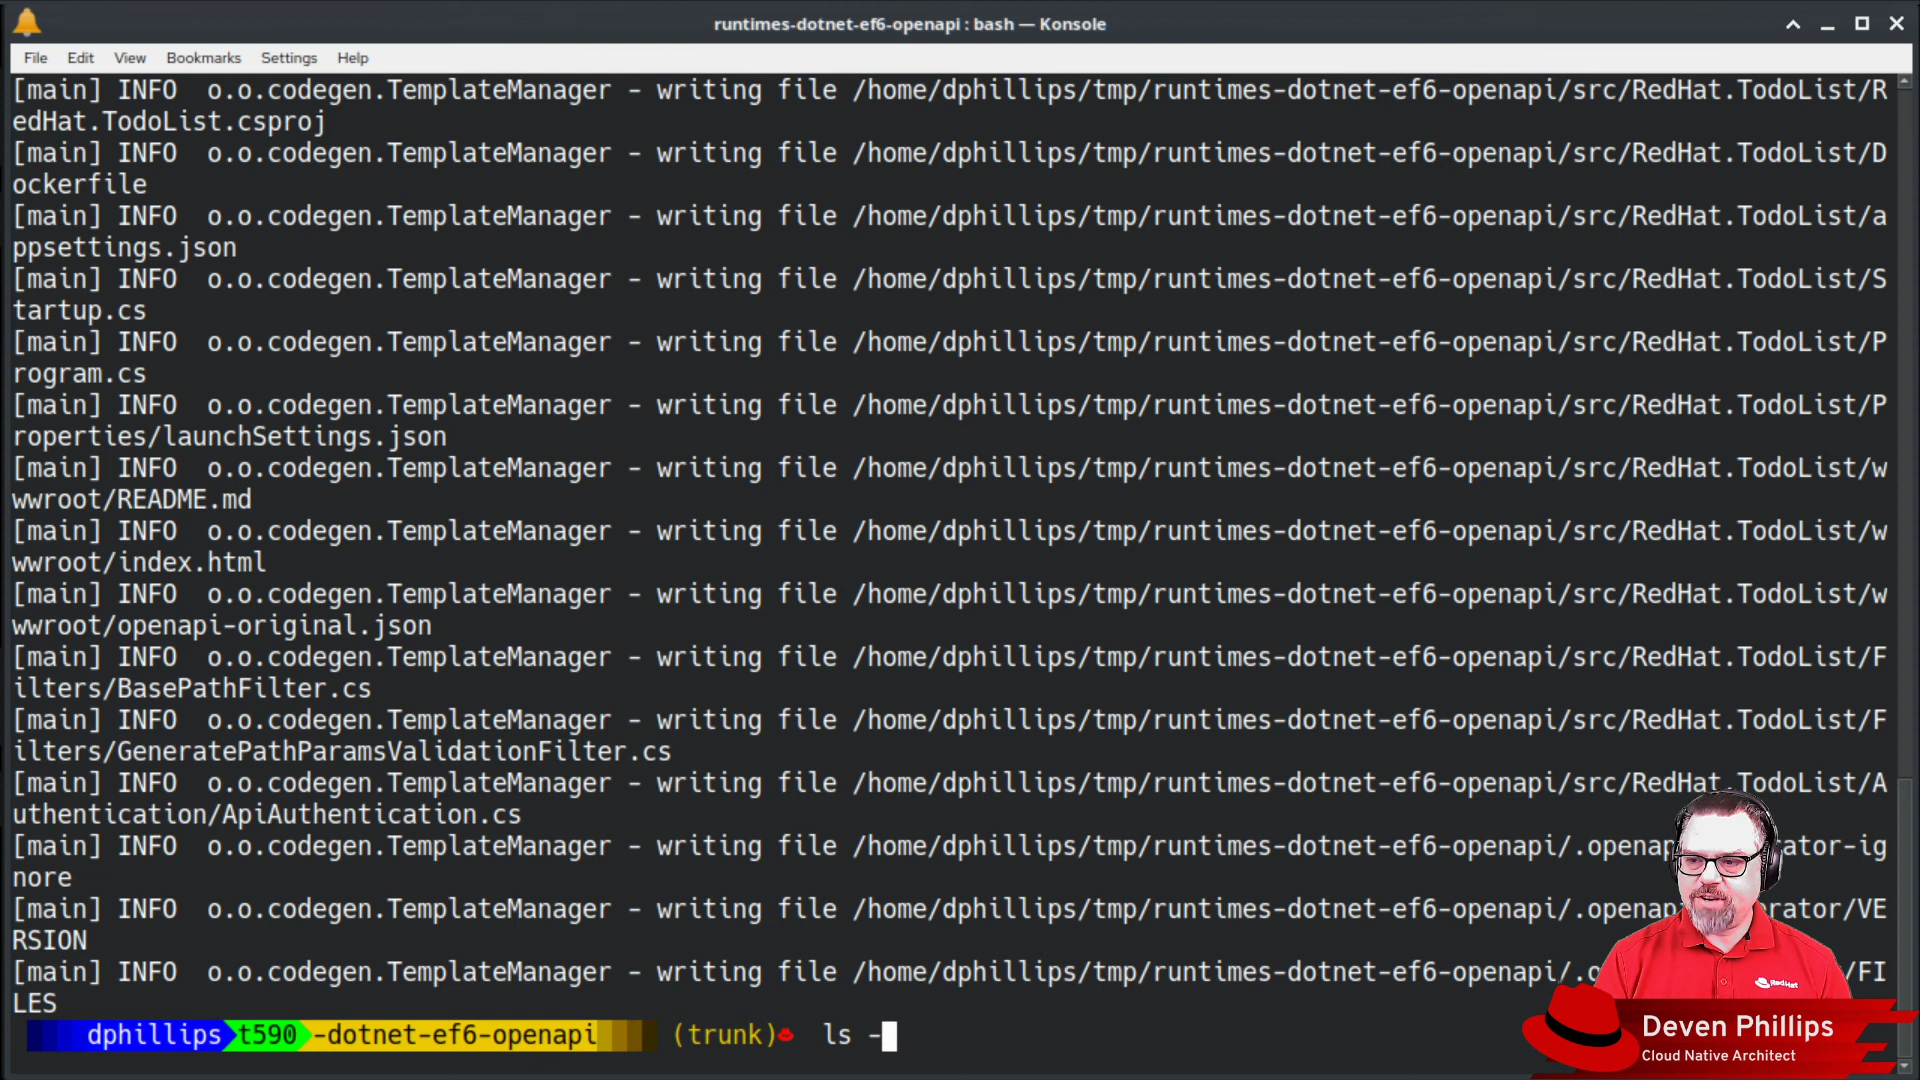 runtimes-dotnet-ef6-openapi : bash — Konsole
File Edit View Bookmarks Settings Help
[main] INFO  o.o.codegen.TemplateManager - writing file /home/dphillips/tmp/runtimes-dotnet-ef6-openapi/src/RedHat.TodoList/R
edHat.TodoList.csproj
[main] INFO  o.o.codegen.TemplateManager - writing file /home/dphillips/tmp/runtimes-dotnet-ef6-openapi/src/RedHat.TodoList/D
ockerfile
[main] INFO  o.o.codegen.TemplateManager - writing file /home/dphillips/tmp/runtimes-dotnet-ef6-openapi/src/RedHat.TodoList/a
ppsettings.json
[main] INFO  o.o.codegen.TemplateManager - writing file /home/dphillips/tmp/runtimes-dotnet-ef6-openapi/src/RedHat.TodoList/S
tartup.cs
[main] INFO  o.o.codegen.TemplateManager - writing file /home/dphillips/tmp/runtimes-dotnet-ef6-openapi/src/RedHat.TodoList/P
rogram.cs
[main] INFO  o.o.codegen.TemplateManager - writing file /home/dphillips/tmp/runtimes-dotnet-ef6-openapi/src/RedHat.TodoList/P
roperties/launchSettings.json
[main] INFO  o.o.codegen.TemplateManager - writing file /home/dphillips/tmp/runtimes-dotnet-ef6-openapi/src/RedHat.TodoList/w
wwroot/README.md
[main] INFO  o.o.codegen.TemplateManager - writing file /home/dphillips/tmp/runtimes-dotnet-ef6-openapi/src/RedHat.TodoList/w
wwroot/index.html
[main] INFO  o.o.codegen.TemplateManager - writing file /home/dphillips/tmp/runtimes-dotnet-ef6-openapi/src/RedHat.TodoList/w
wwroot/openapi-original.json
[main] INFO  o.o.codegen.TemplateManager - writing file /home/dphillips/tmp/runtimes-dotnet-ef6-openapi/src/RedHat.TodoList/F
ilters/BasePathFilter.cs
[main] INFO  o.o.codegen.TemplateManager - writing file /home/dphillips/tmp/runtimes-dotnet-ef6-openapi/src/RedHat.TodoList/F
ilters/GeneratePathParamsValidationFilter.cs
[main] INFO  o.o.codegen.TemplateManager - writing file /home/dphillips/tmp/runtimes-dotnet-ef6-openapi/src/RedHat.TodoList/A
uthentication/ApiAuthentication.cs
[main] INFO  o.o.codegen.TemplateManager - writing file /home/dphillips/tmp/runtimes-dotnet-ef6-openapi/.openap rator-ig
nore
[main] INFO  o.o.codegen.TemplateManager - writing file /home/dphillips/tmp/runtimes-dotnet-ef6-openapi/.openap rator/VE
RSION
[main] INFO  o.o.codegen.TemplateManager - writing file /home/dphillips/tmp/runtimes-dotnet-ef6-openapi/.o /FI
LES
dphillips t590 -dotnet-ef6-openapi (trunk) ls -
RedHat
Deven Phillips
Cloud Native Architect